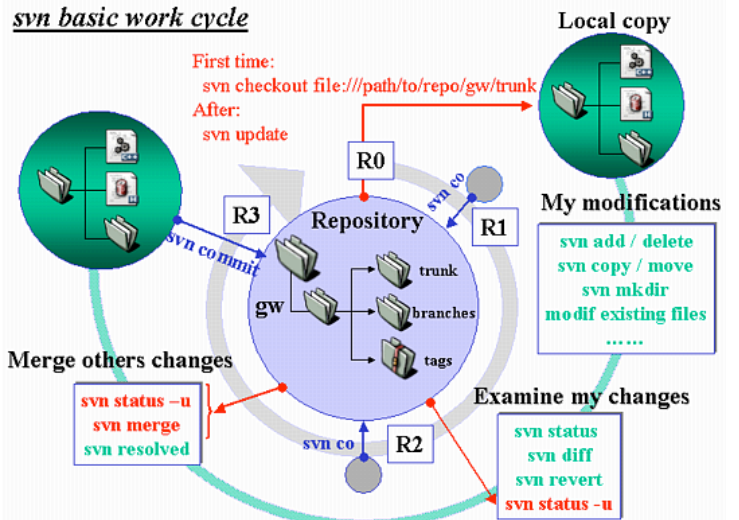 svn basic work cycle
Local copy
First time:
svn checkout file:///path/to/repo/gw/trunk
After:
svn update
R0
svn co
R1
R3
svn commit
Repository
gw
trunk
branches
tags
My modifications
svn add / delete
svn copy / move
svn mkdir
modif existing files
......
Merge others changes
svn status –u
svn merge
svn resolved
svn co
R2
Examine my changes
svn status
svn diff
svn revert
svn status -u